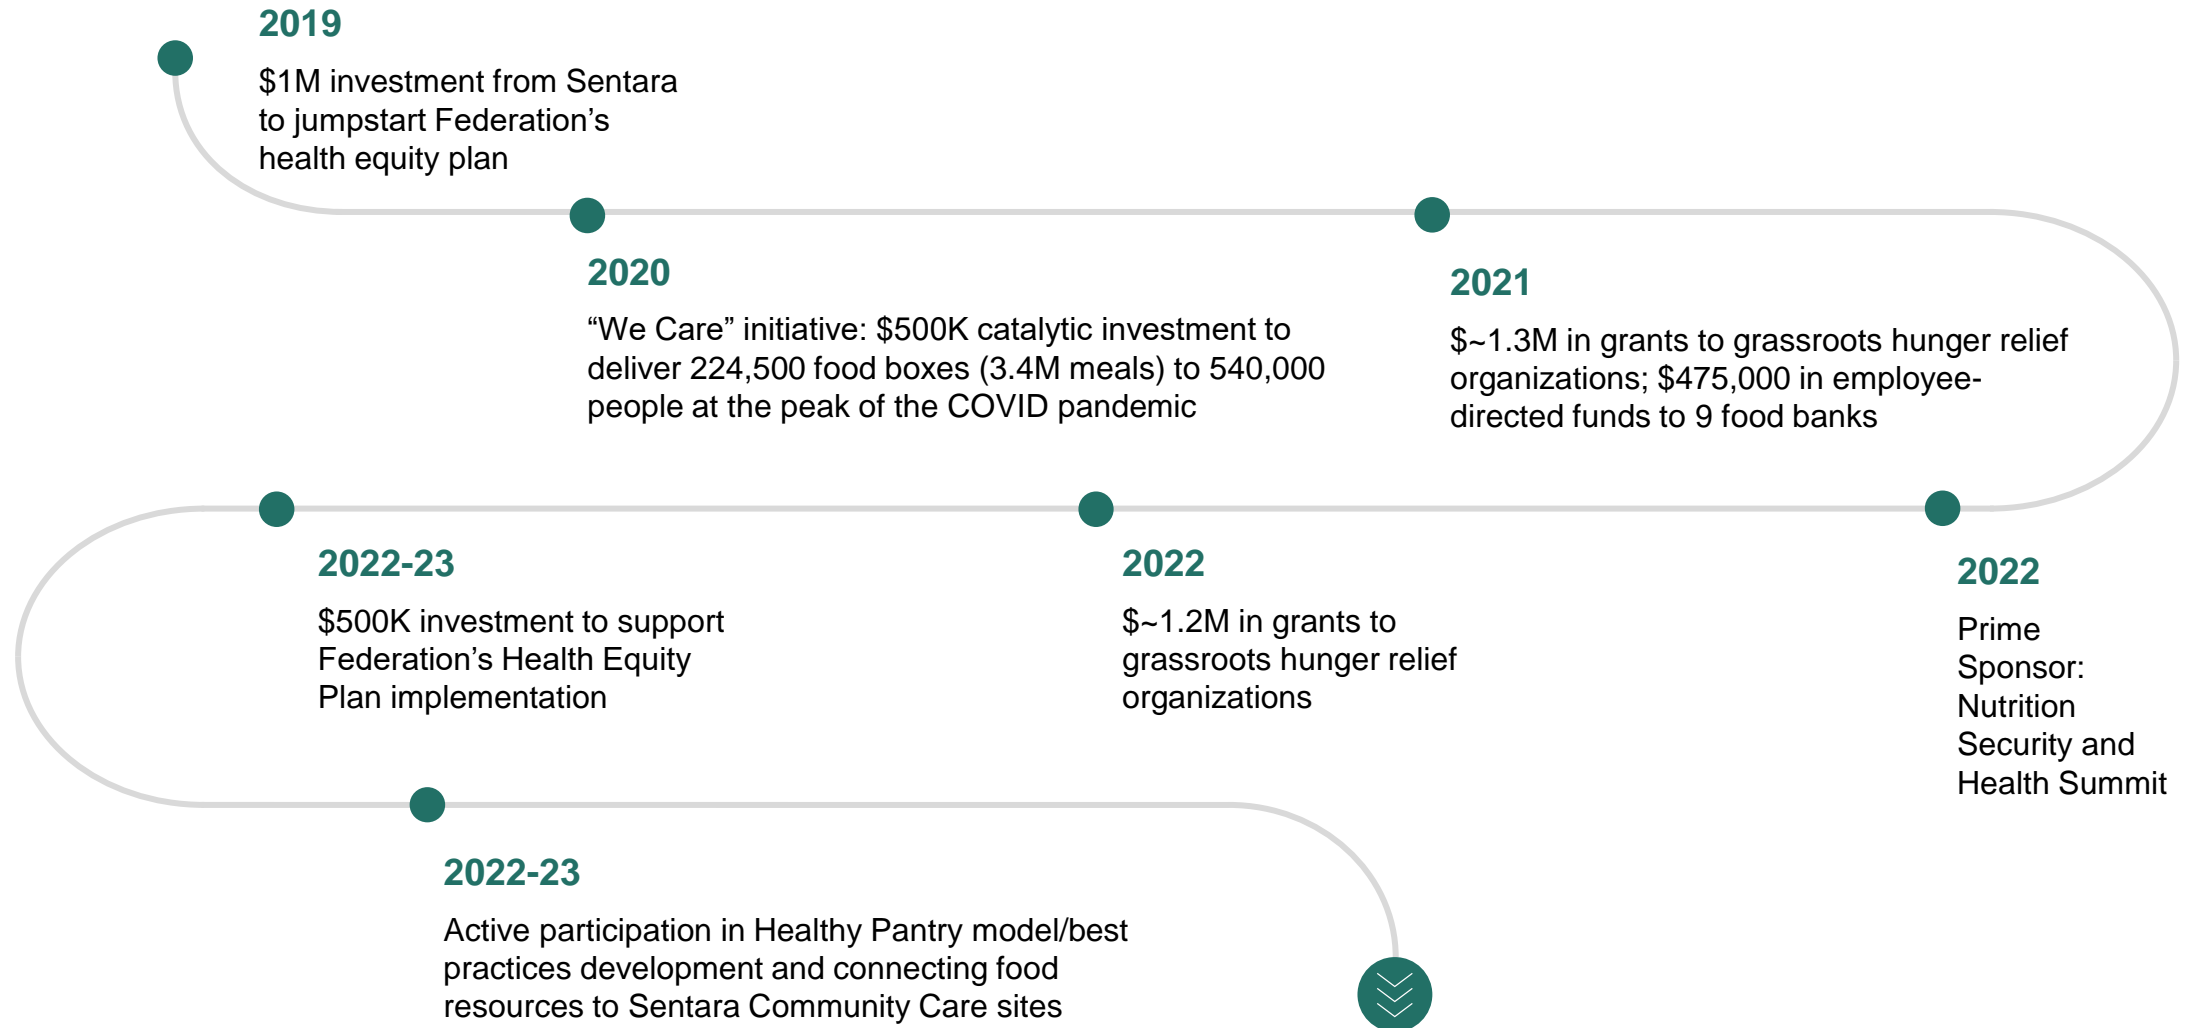 2019
$1M investment from Sentara
to jumpstart Federation’s
health equity plan
2020
“We Care” initiative: $500K catalytic investment to
deliver 224,500 food boxes (3.4M meals) to 540,000
people at the peak of the COVID pandemic
2021
$~1.3M in grants to grassroots hunger relief
organizations; $475,000 in employee-
directed funds to 9 food banks
2022
Prime
Sponsor:
Nutrition
Security and
Health Summit
2022
$~1.2M in grants to
grassroots hunger relief
organizations
2022-23
$500K investment to support
Federation’s Health Equity
Plan implementation
2022-23
Active participation in Healthy Pantry model/best
practices development and connecting food
resources to Sentara Community Care sites